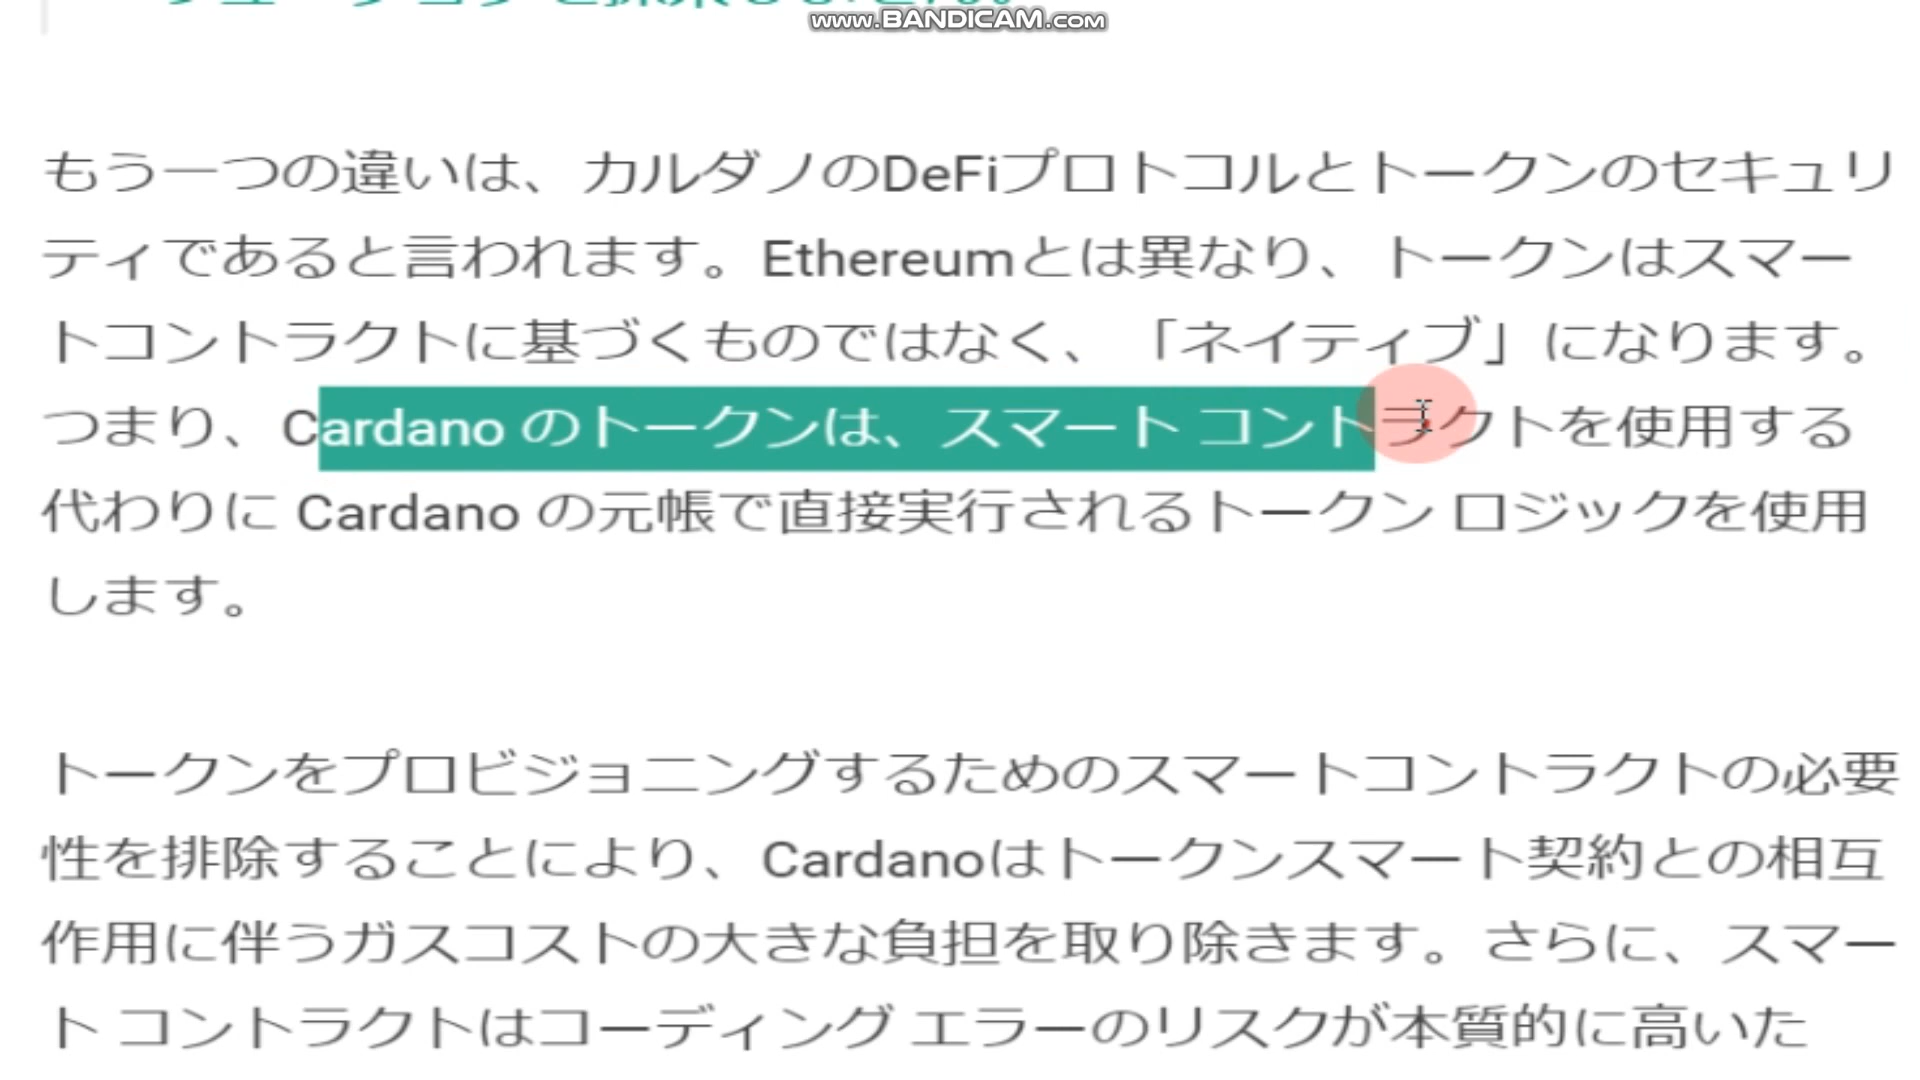 www.BANDICAM.com
もう一つの違いは、カルダノのDeFiプロトコルとトークンのセキュリ
ティであると言われます。Ethereumとは異なり、トークンはスマー
トコントラクトに基づくものではなく、「ネイティブ」になります。
つまり、Cardano のトークンは、スマート コントラクトを使用する
代わりに Cardano の元帳で直接実行されるトークン ロジックを使用
します。
トークンをプロビジョニングするためのスマートコントラクトの必要
性を排除することにより、Cardanoはトークンスマート契約との相互
作用に伴うガスコストの大きな負担を取り除きます。さらに、スマー
ト コントラクトはコーディング エラーのリスクが本質的に高いた